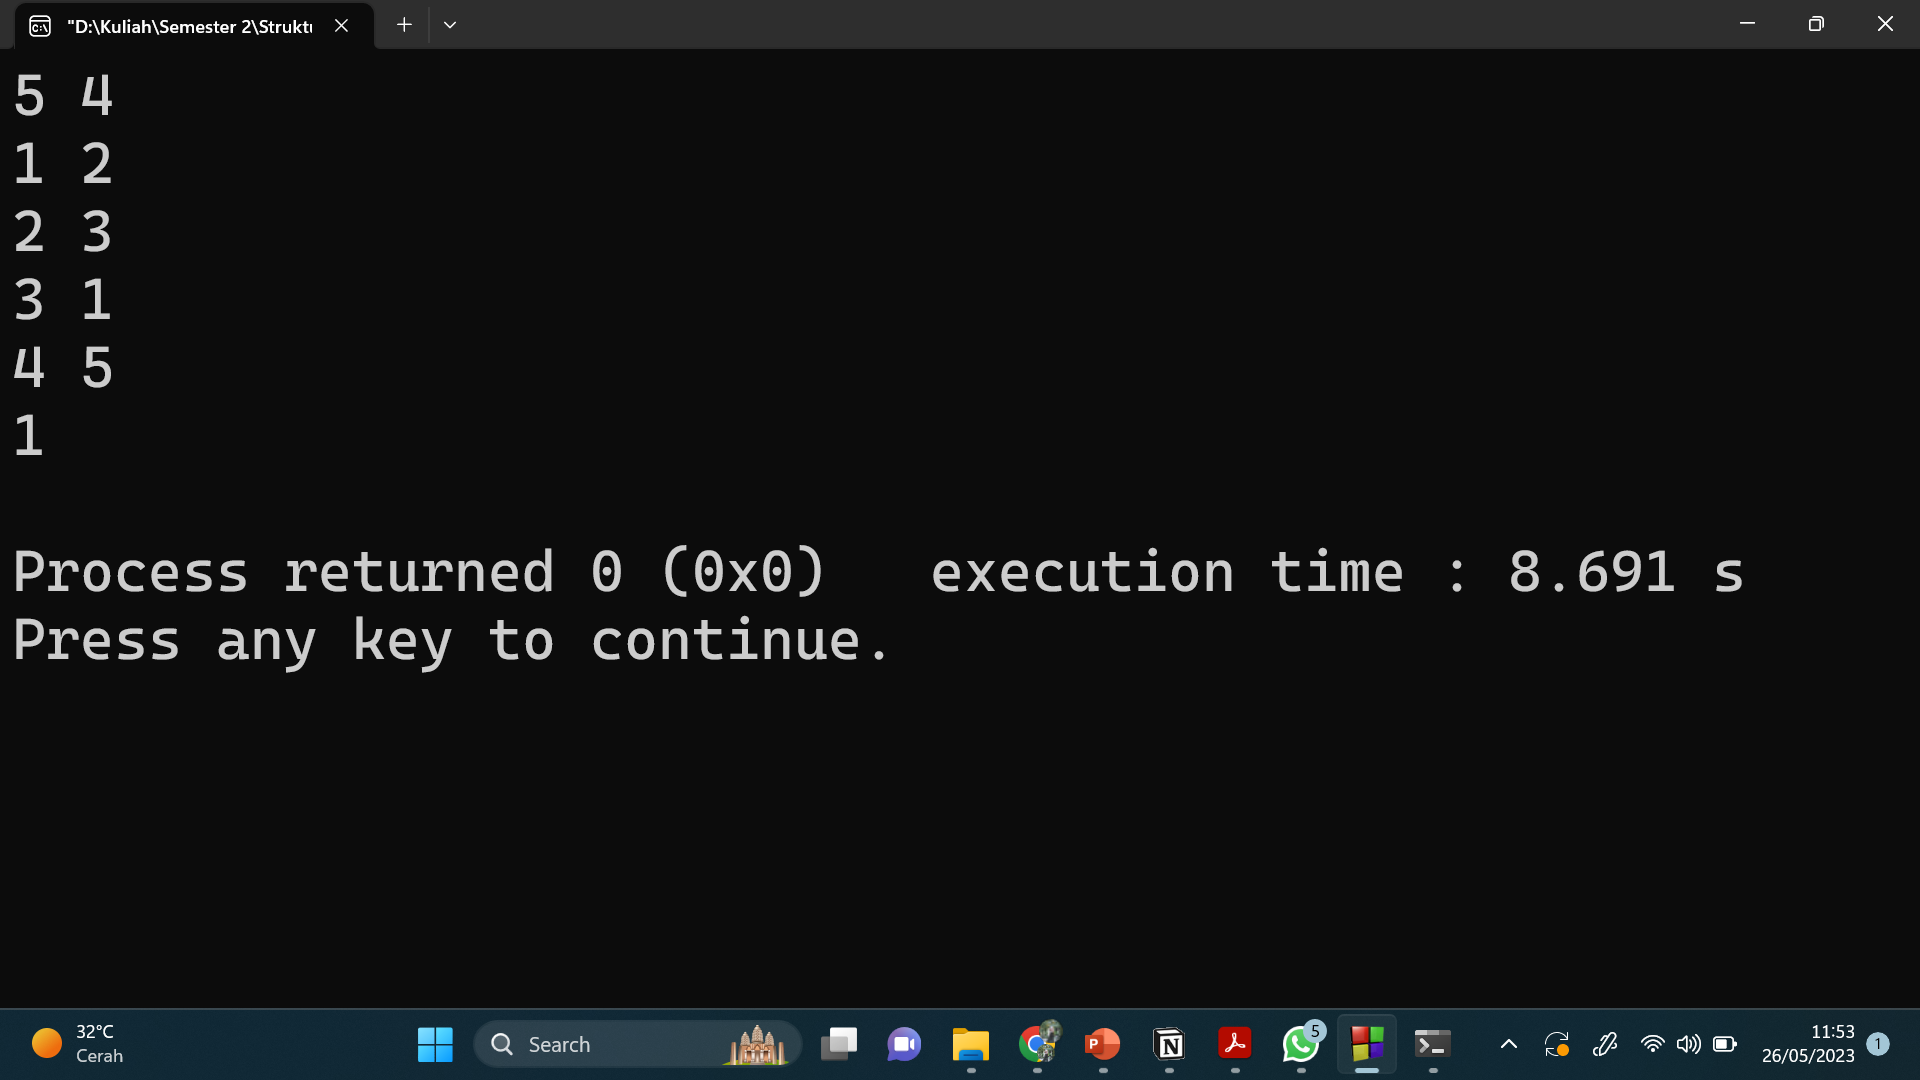 "D:\Kuliah\Semester 2\Struktu
5 4
1 2
2 3
3 1
4 5
1
Process returned 0 (0x0)   execution time : 8.691 s
Press any key to continue.
32°C
Cerah
Search
5
11:53
26/05/2023
1